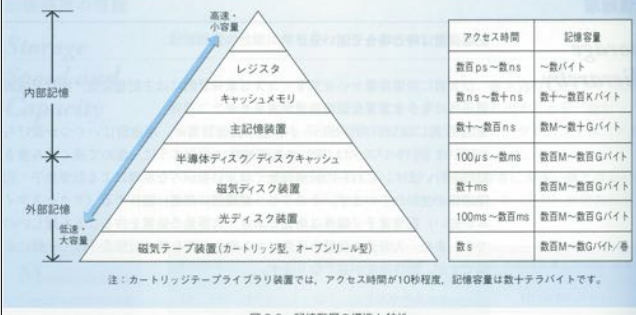 高速・
小容量
レジスタ
キャッシュメモリ
主記憶装置
半導体ディスク/ディスクキャッシュ
磁気ディスク装置
光ディスク装置
磁気テープ装置(カートリッジ型, オープンリール型)
内部記憶
外部記憶
低速・
大容量
アクセス時間 記憶容量
数百ps〜数ns 〜数バイト
数ns〜数十ns 数十〜数百Kバイト
数十〜数百ns 数M〜数十Gバイト
100μs〜数ms 数百M〜数百Gバイト
数十ms 数百M〜数百Gバイト
100ms〜数百ms 数百M〜数百Gバイト
数s 数百M〜数Gバイト/巻
注:カートリッジテープライブラリ装置では, アクセス時間が10秒程度, 記憶容量は数十テラバイトです。